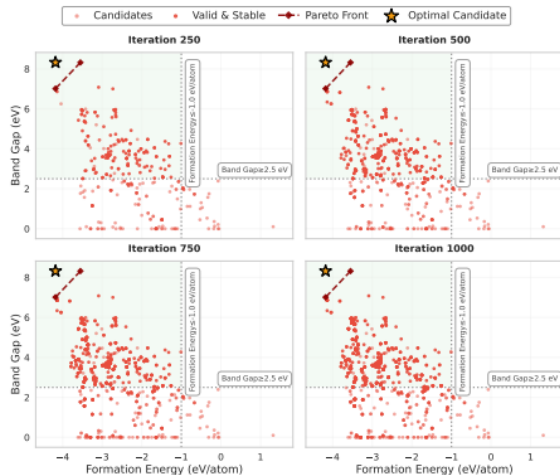 Candidates Valid & Stable Pareto Front Optimal Candidate
Iteration 250 Iteration 500
Band Gap (eV)
8
6
4
2
0
Formation Energy≤-1.0 eV/atom
Band Gap≥2.5 eV
Formation Energy≤-1.0 eV/atom
Band Gap≥2.5 eV
Iteration 750 Iteration 1000
Band Gap (eV)
8
6
4
2
0
Formation Energy≤-1.0 eV/atom
Band Gap≥2.5 eV
Formation Energy≤-1.0 eV/atom
Band Gap≥2.5 eV
−4 −3 −2 −1 0 1 −4 −3 −2 −1 0 1
Formation Energy (eV/atom) Formation Energy (eV/atom)